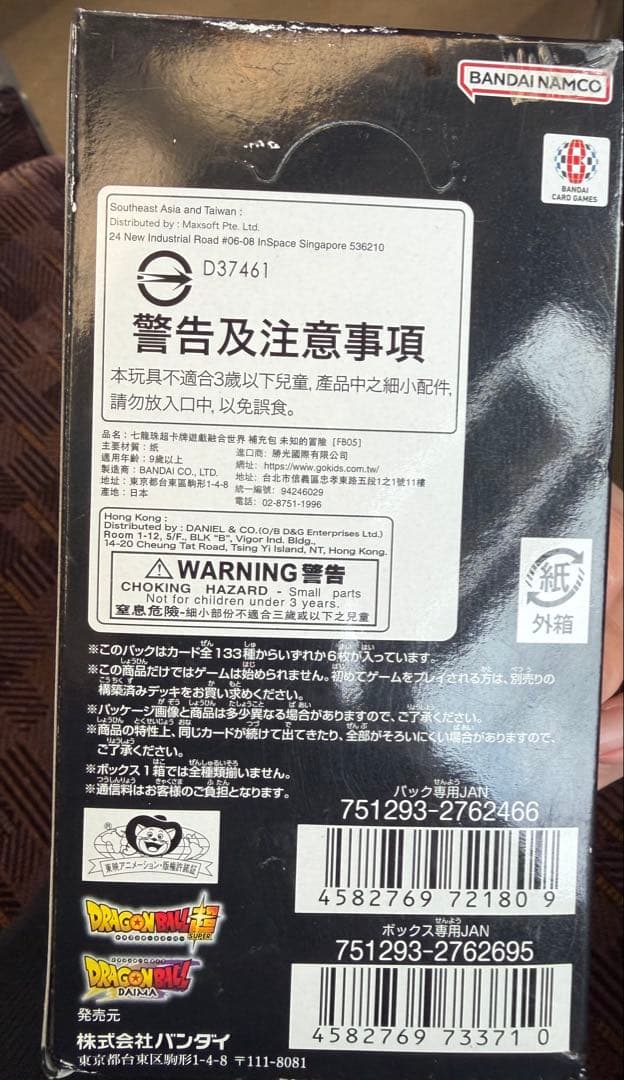 BANDAI NAMCO
BANDAI
CARD GAMES
Southeast Asia and Taiwan :
Distributed by : Maxsoft Pte. Ltd.
24 New Industrial Road #06-08 InSpace Singapore 536210
D37461
警告及注意事項
本玩具不適合3歲以下兒童, 產品中之細小配件,
請勿放入口中, 以免誤食。
品名：七龍珠超卡牌遊戲融合世界 補充包 未知的冒險 [FB05]
主要材質：紙
適用年齡：9歲以上
製造商：BANDAI CO., LTD.
地址：東京都台東區駒形1-4-8
產地：日本
進口商：勝光國際有限公司
網址：https://www.gokids.com.tw/
地址：台北市信義區忠孝東路五段1之1號11樓
統一編號：94246029
電話：02-8751-1996
Hong Kong :
Distributed by : DANIEL & CO.(O/B D&G Enterprises Ltd.)
Room 1-12, 5/F., BLK "B", Vigor Ind. Bldg.,
14-20 Cheung Tat Road, Tsing Yi Island, NT, Hong Kong.
WARNING 警告
CHOKING HAZARD - Small parts
Not for children under 3 years.
窒息危險-細小部份不適合三歲或以下之兒童
紙
外箱
※このパックはカード全133種からいずれか6枚が入っています。
※この商品だけではゲームは始められません。初めてゲームをプレイされる方は、別売りの
構築済みデッキをお買い求めください。
※パッケージ画像と商品は多少異なる場合がありますので、ご了承ください。
※商品の特性上、同じカードが続けて出てきたり、全部がそろいにくい場合がありますので、
ご了承ください。
※ボックス1箱では全種類揃いません。
※通信料はお客様のご負担となります。
パック専用JAN
751293-2762466
4582769 721809
ボックス専用JAN
751293-2762695
4582769 733710
東映アニメーション・版権許諾証
DRAGON BALL超
SUPER
DRAGON BALL
DAIMA
発売元
株式会社バンダイ
東京都台東区駒形1-4-8 〒111-8081